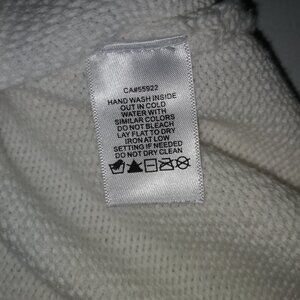 CA#55922
HAND WASH INSIDE
OUT IN COLD
WATER WITH
SIMILAR COLORS
DO NOT BLEACH
LAY FLAT TO DRY
IRON AT LOW
SETTING IF NEEDED
DO NOT DRY CLEAN